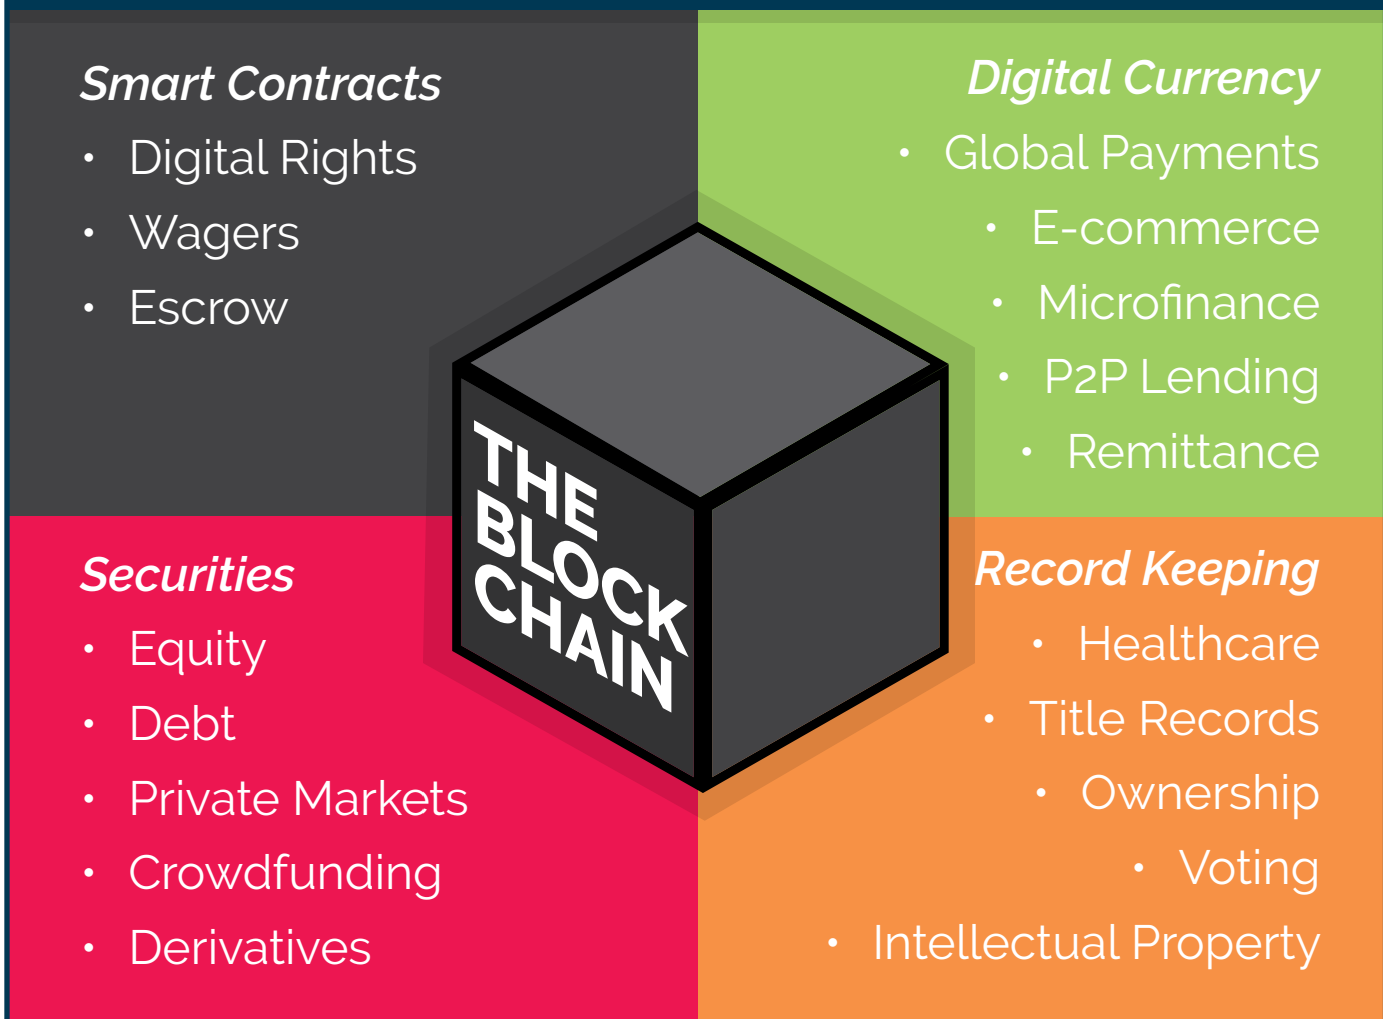 Smart Contracts
• Digital Rights
• Wagers
• Escrow
Digital Currency
• Global Payments
• E-commerce
• Microfinance
• P2P Lending
• Remittance
THE
BLOCK
CHAIN
Securities
• Equity
• Debt
• Private Markets
• Crowdfunding
• Derivatives
Record Keeping
• Healthcare
• Title Records
• Ownership
• Voting
• Intellectual Property